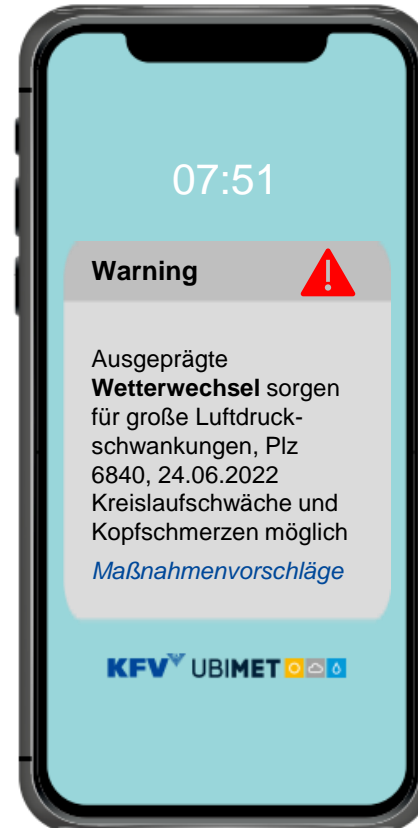 07:51
Warning
Ausgeprägte
Wetterwechsel sorgen
für große Luftdruck-
schwankungen, Plz
6840, 24.06.2022
Kreislaufschwäche und
Kopfschmerzen möglich
Maßnahmenvorschläge
KFV UBIMET